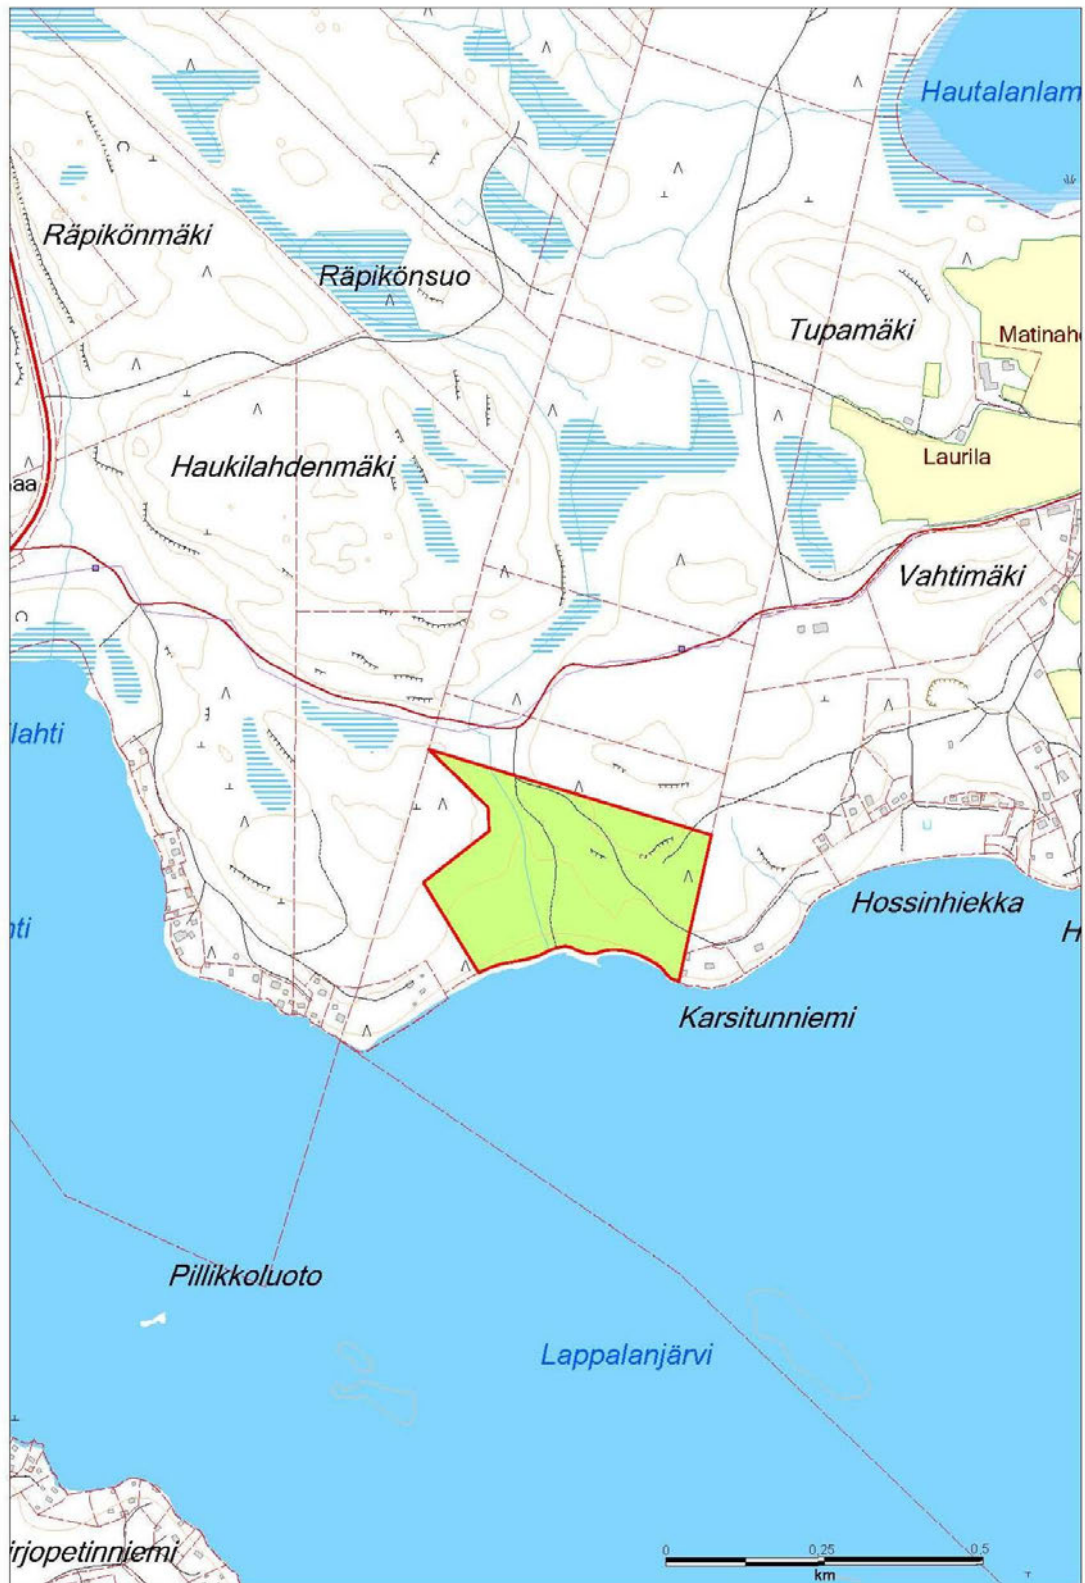 Hautalanlam
Räpikönmäki
Räpikönsuo
Tupamäki
Matinah
Laurila
Haukilahdenmäki
aa
Vahtimäki
lahti
Hossinhiekka
hti
H
Karsitunniemi
Pillikkoluoto
Lappalanjärvi
irjopetinniemi
0 0,25 0,5
km